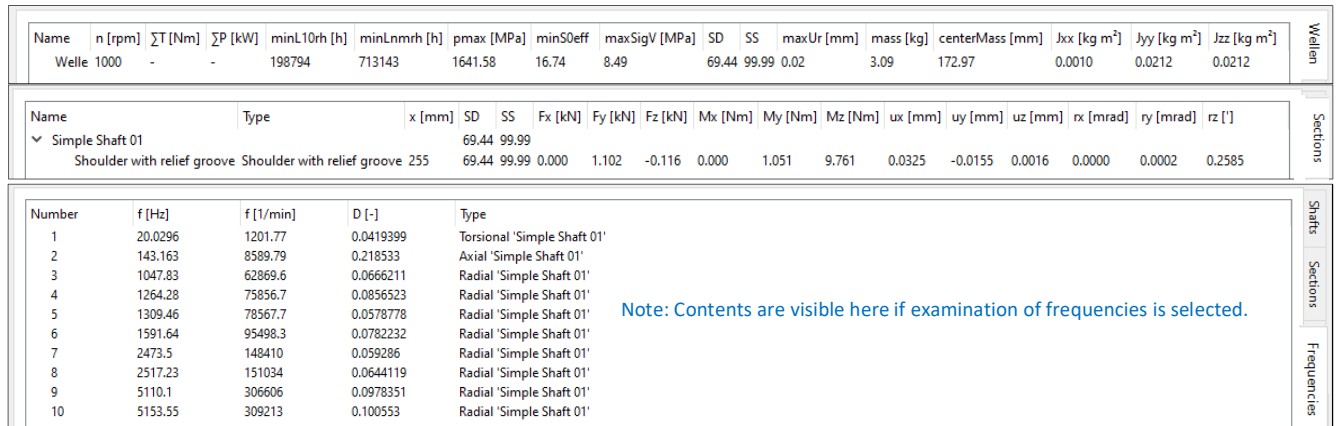 Name n [rpm] ∑T [Nm] ∑P [kW] minL10rh [h] minLnmrh [h] pmax [MPa] minS0eff maxSigV [MPa] SD SS maxUr [mm] mass [kg] centerMass [mm] Jxx [kg m²] Jyy [kg m²] Jzz [kg m²]
Welle 1000 - - 198794 713143 1641.58 16.74 8.49 69.44 99.99 0.02 3.09 172.97 0.0010 0.0212 0.0212
Wellen
Name Type x [mm] SD SS Fx [kN] Fy [kN] Fz [kN] Mx [Nm] My [Nm] Mz [Nm] ux [mm] uy [mm] uz [mm] rx [mrad] ry [mrad] rz [']
Simple Shaft 01 69.44 99.99
Shoulder with relief groove Shoulder with relief groove 255 69.44 99.99 0.000 1.102 -0.116 0.000 1.051 9.761 0.0325 -0.0155 0.0016 0.0000 0.0002 0.2585
Sections
Number f [Hz] f [1/min] D [-] Type
1 20.0296 1201.77 0.0419399 Torsional 'Simple Shaft 01'
2 143.163 8589.79 0.218533 Axial 'Simple Shaft 01'
3 1047.83 62869.6 0.0666211 Radial 'Simple Shaft 01'
4 1264.28 75856.7 0.0856523 Radial 'Simple Shaft 01'
5 1309.46 78567.7 0.0578778 Radial 'Simple Shaft 01'
6 1591.64 95498.3 0.0782232 Radial 'Simple Shaft 01'
7 2473.5 148410 0.059286 Radial 'Simple Shaft 01'
8 2517.23 151034 0.0644119 Radial 'Simple Shaft 01'
9 5110.1 306606 0.0978351 Radial 'Simple Shaft 01'
10 5153.55 309213 0.100553 Radial 'Simple Shaft 01'
Note: Contents are visible here if examination of frequencies is selected.
Shafts
Sections
Frequencies